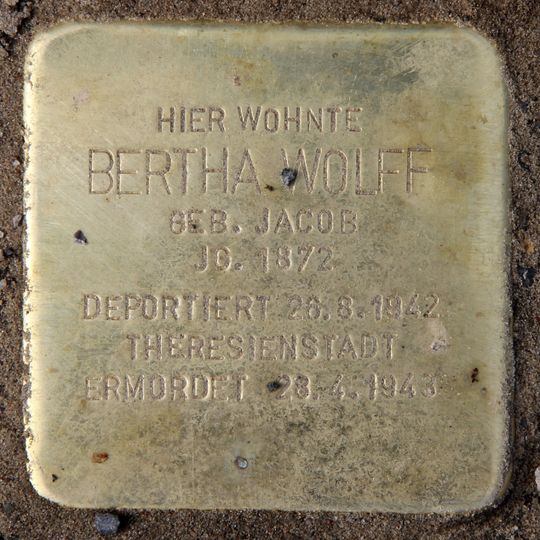 HIER WOHNTE
BERTHA WOLFF
GEB. JACOB
JG. 1872
DEPORTIERT 26.8.1942
THERESIENSTADT
ERMORDET 28.4.1943